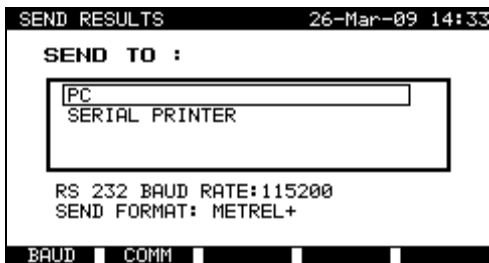 SEND RESULTS 26-Mar-09 14:33
SEND TO :
PC
SERIAL PRINTER
RS 232 BAUD RATE:115200
SEND FORMAT: METREL+
BAUD COMM